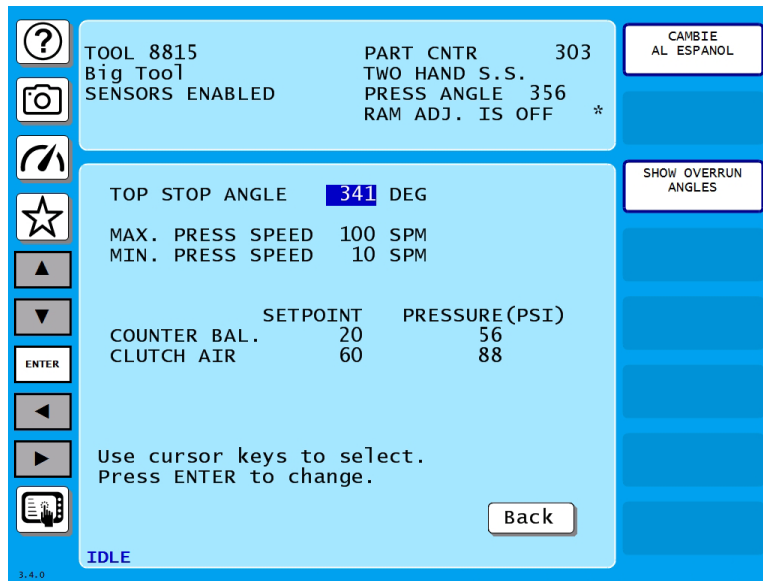 ?
TOOL 8815 PART CNTR 303
Big Tool TWO HAND S.S.
SENSORS ENABLED PRESS ANGLE 356
RAM ADJ. IS OFF *
CAMBIE
AL ESPANOL
SHOW OVERRUN
ANGLES
TOP STOP ANGLE 341 DEG
MAX. PRESS SPEED 100 SPM
MIN. PRESS SPEED 10 SPM
SETPOINT PRESSURE(PSI)
COUNTER BAL. 20 56
CLUTCH AIR 60 88
ENTER
Use cursor keys to select.
Press ENTER to change.
Back
IDLE
3.4.0